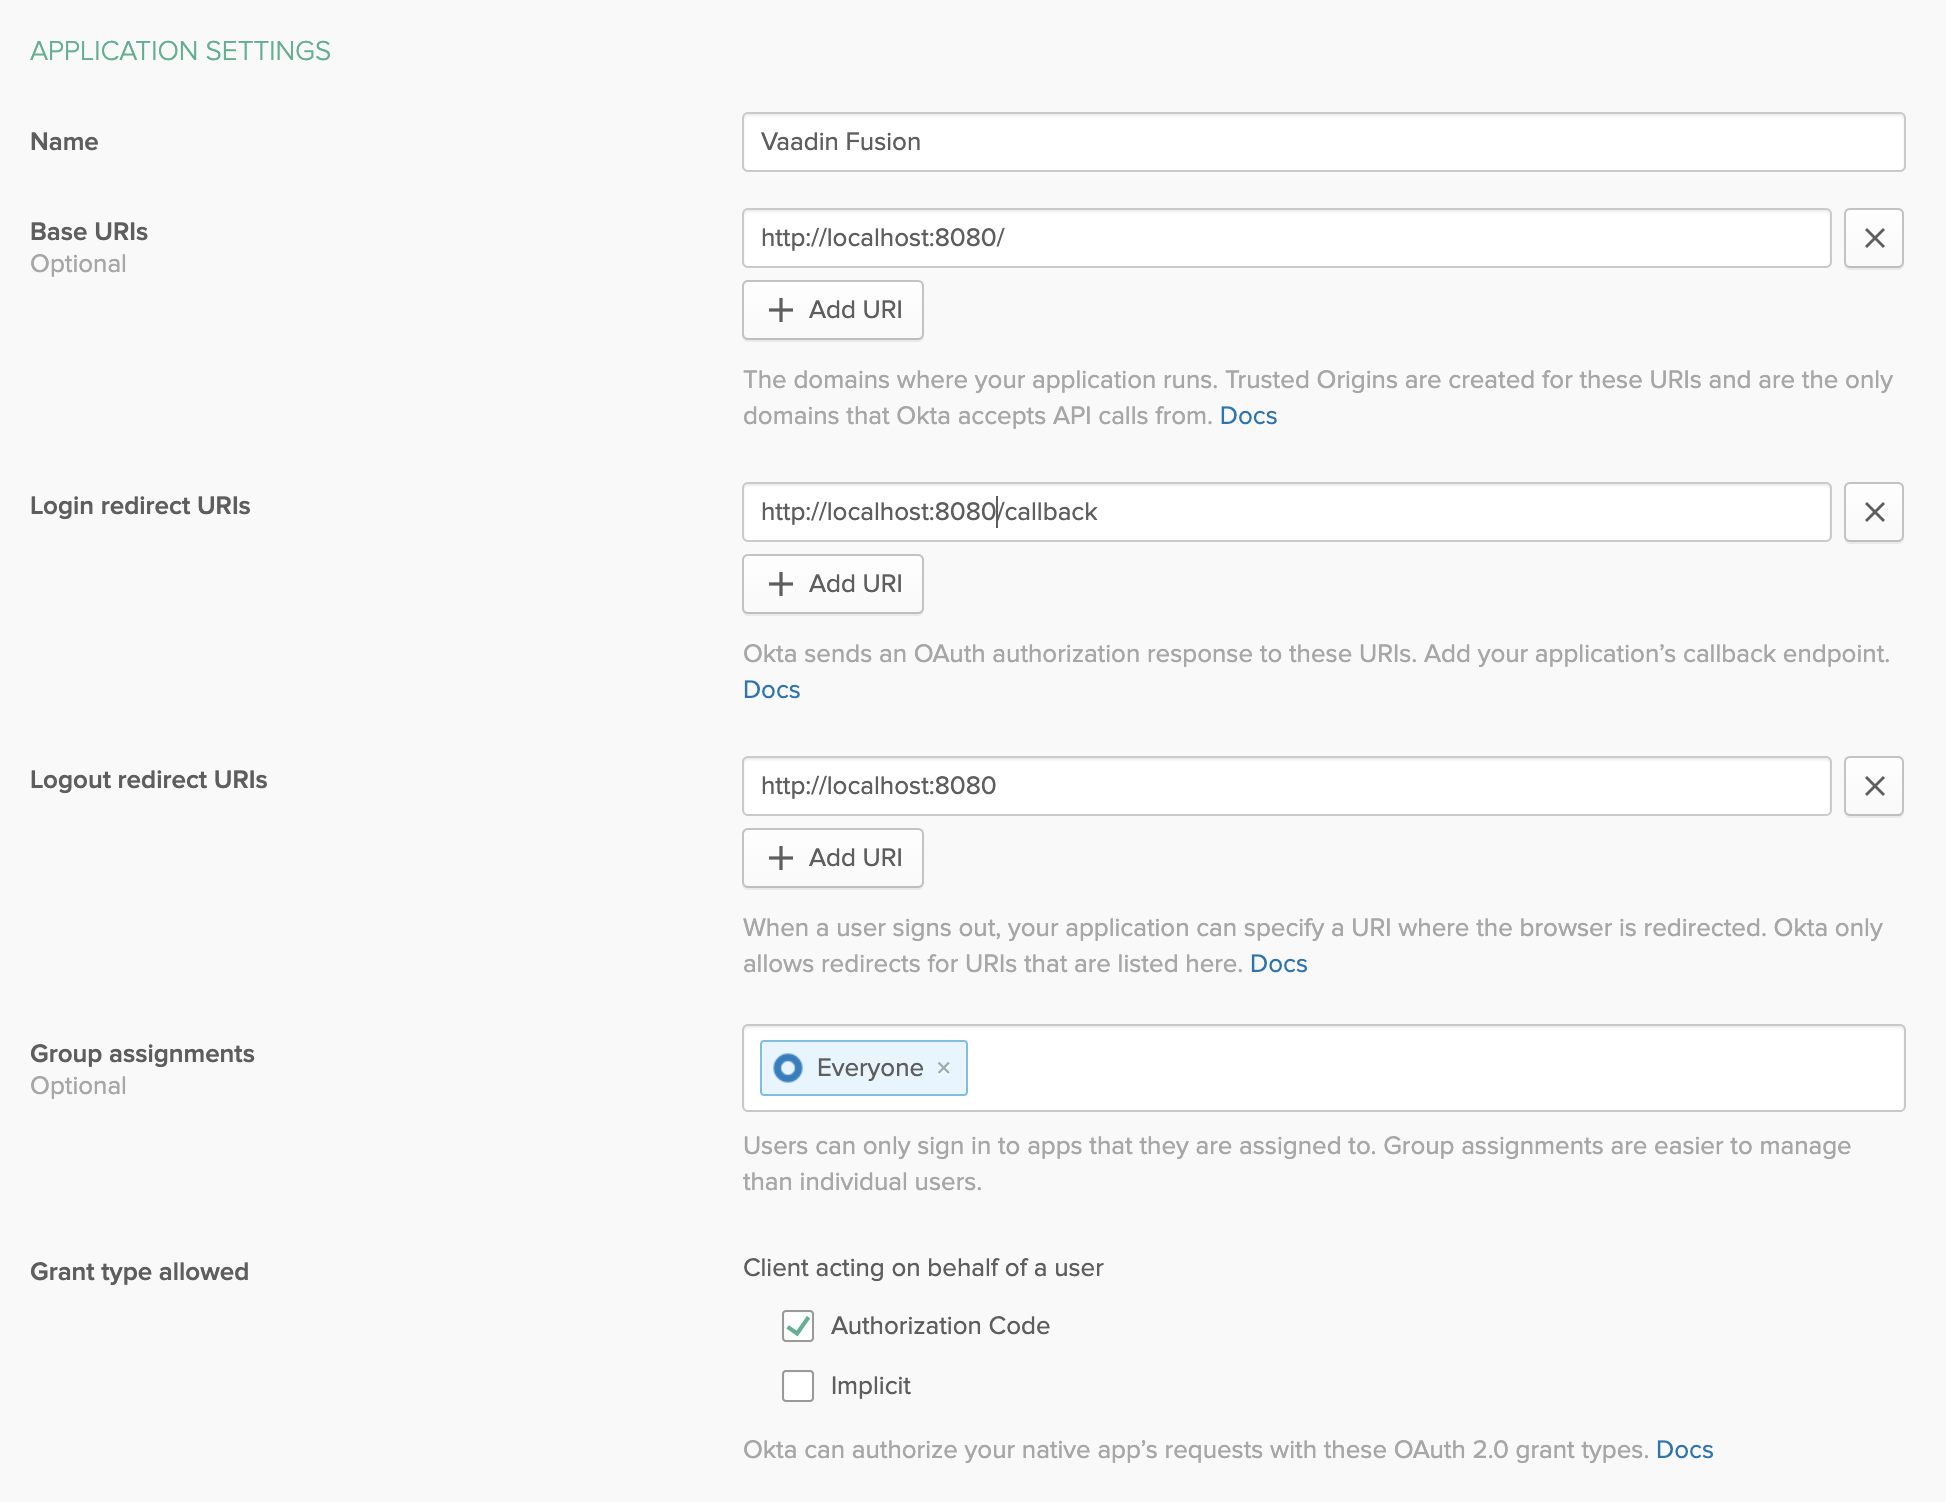 APPLICATION SETTINGS
Name
Vaadin Fusion
Base URIs
Optional
http://localhost:8080/
Add URI
The domains where your application runs. Trusted Origins are created for these URIs and are the only
domains that Okta accepts API calls from. Docs
Login redirect URIs
http://localhost:8080/callback
Add URI
Okta sends an OAuth authorization response to these URIs. Add your application’s callback endpoint.
Docs
Logout redirect URIs
http://localhost:8080
Add URI
When a user signs out, your application can specify a URI where the browser is redirected. Okta only
allows redirects for URIs that are listed here. Docs
Group assignments
Optional
Everyone
Users can only sign in to apps that they are assigned to. Group assignments are easier to manage
than individual users.
Grant type allowed
Client acting on behalf of a user
Authorization Code
Implicit
Okta can authorize your native app’s requests with these OAuth 2.0 grant types. Docs